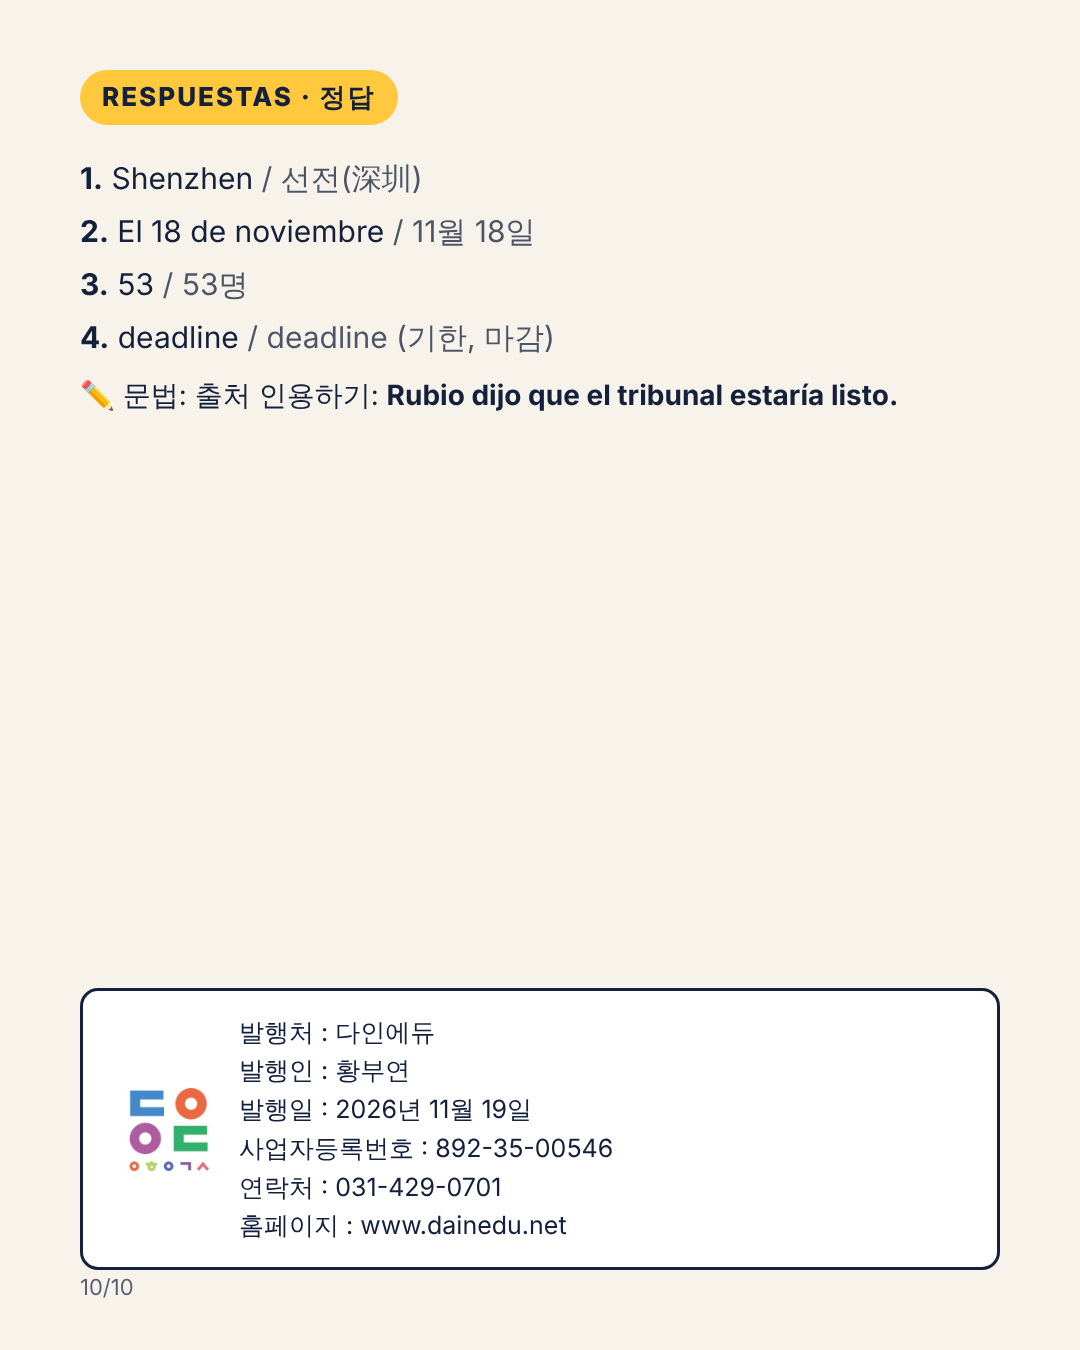 RESPUESTAS · 정답
1. Shenzhen / 선전(深圳)
2. El 18 de noviembre / 11월 18일
3. 53 / 53명
4. deadline / deadline (기한, 마감)
✏️ 문법: 출처 인용하기: Rubio dijo que el tribunal estaría listo.
발행처 : 다인에듀
발행인 : 황부연
발행일 : 2026년 11월 19일
사업자등록번호 : 892-35-00546
연락처 : 031-429-0701
홈페이지 : www.dainedu.net
10/10